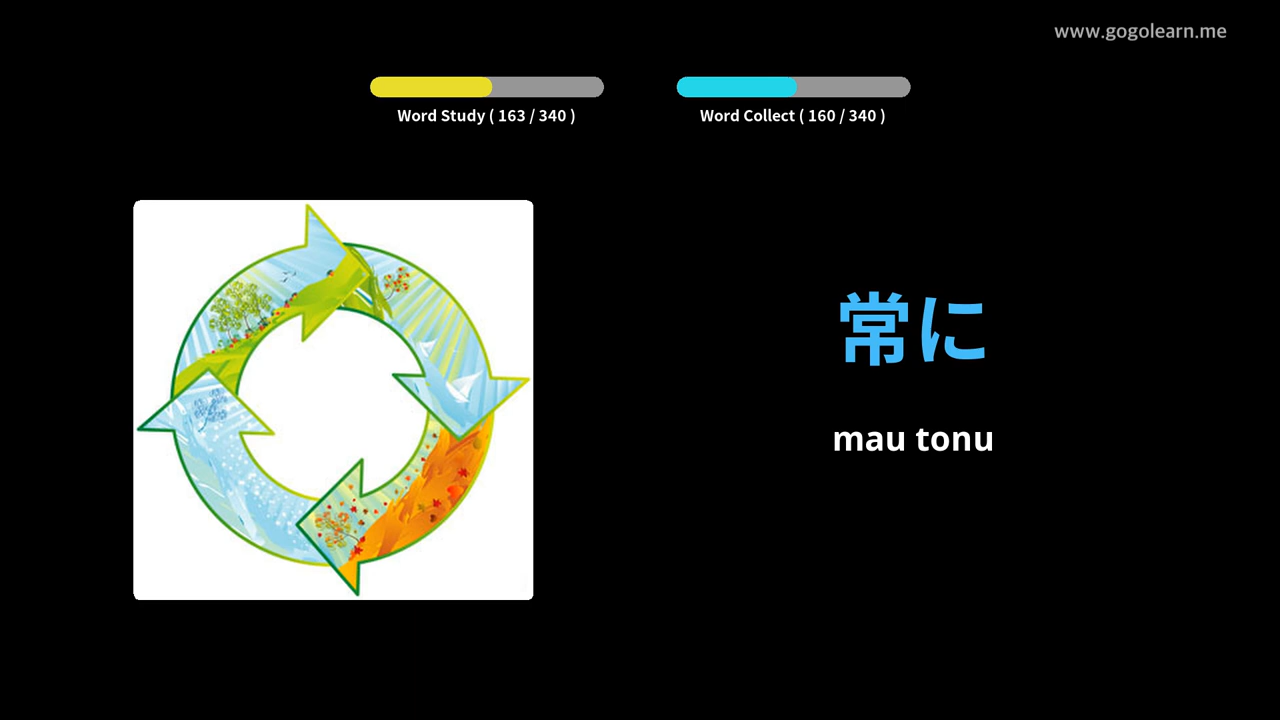 www.gogolearn.me
Word Study ( 163 / 340 )
Word Collect ( 160 / 340 )
常に
mau tonu